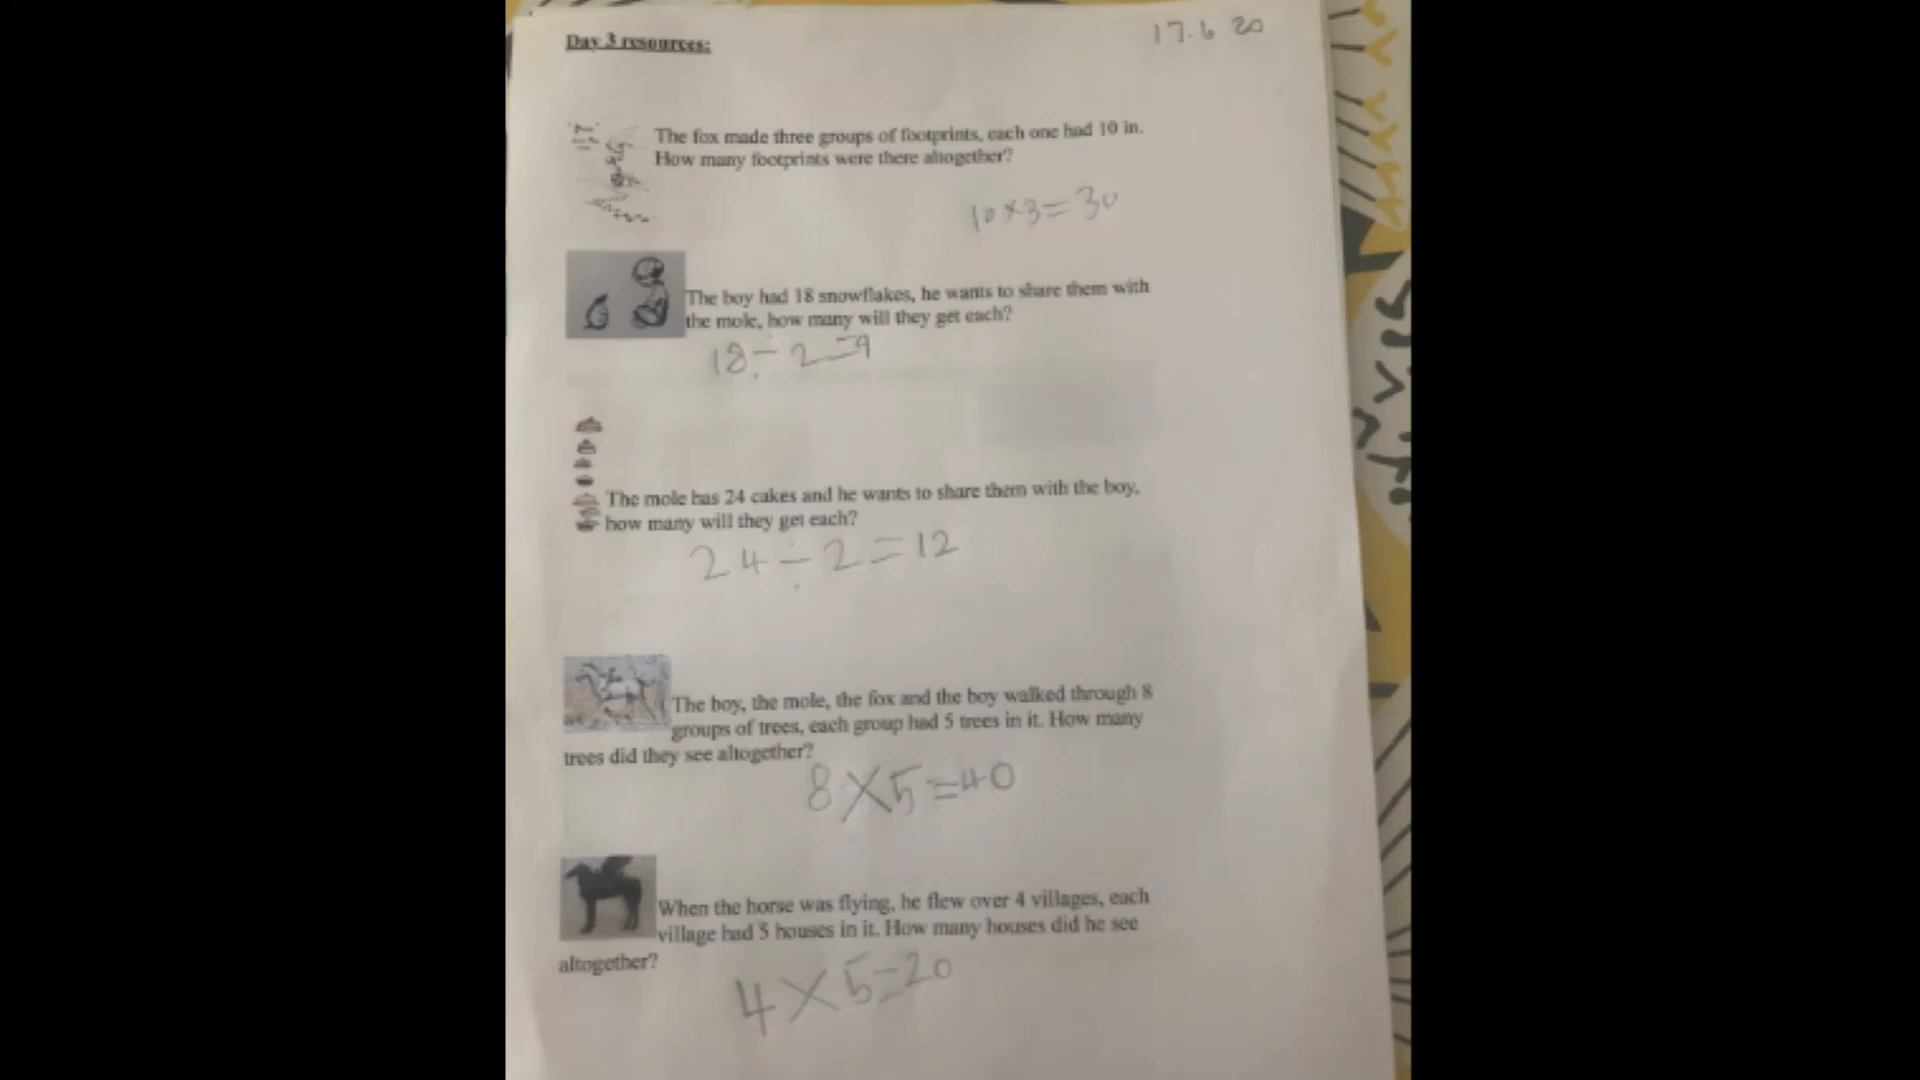 Day 3 resources:
17.6 20
The fox made three groups of footprints, each one had 10 in.
How many footprints were there altogether?
10×3=30
The boy had 18 snowflakes, he wants to share them with
the mole, how many will they get each?
18÷2=9
The mole has 24 cakes and he wants to share them with the boy,
how many will they get each?
24÷2=12
The boy, the mole, the fox and the boy walked through 8
groups of trees, each group had 5 trees in it. How many
trees did they see altogether?
8×5=40
When the horse was flying, he flew over 4 villages, each
village had 5 houses in it. How many houses did he see
altogether?
4×5=20